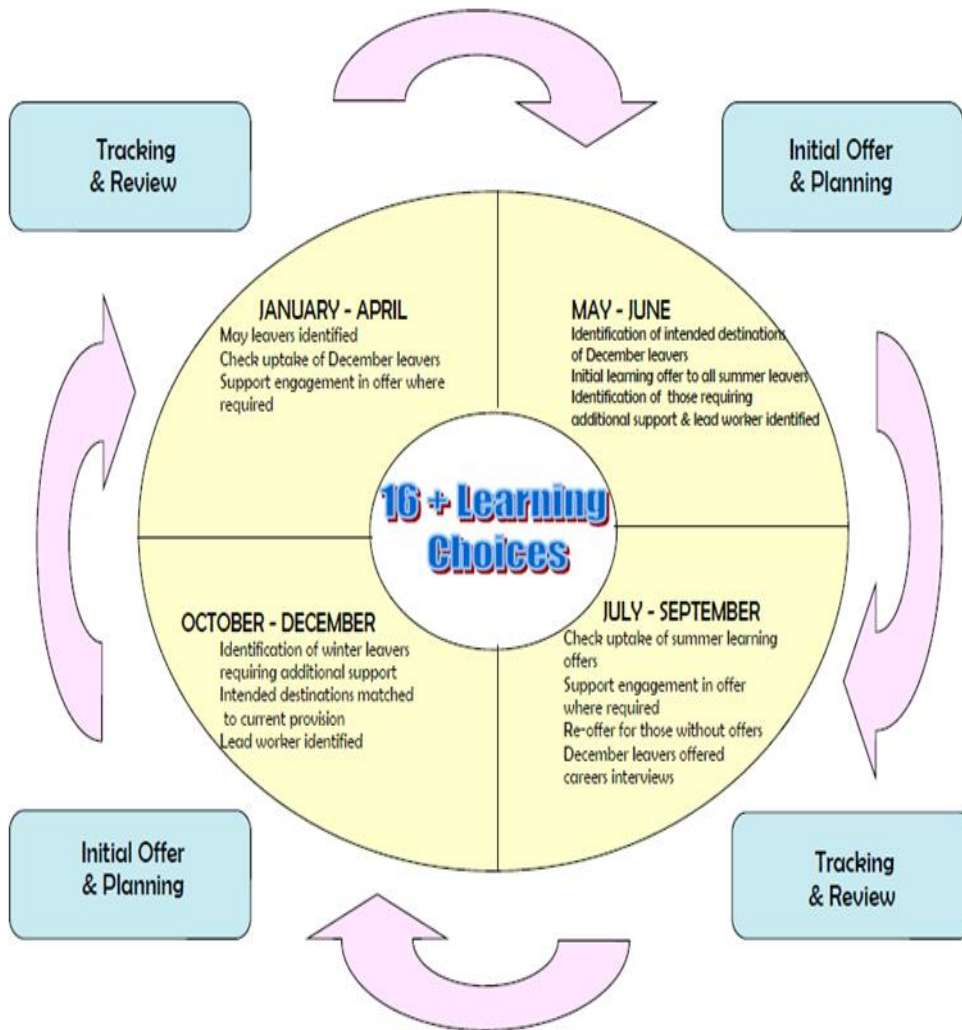 Tracking
& Review
Initial Offer
& Planning
JANUARY - APRIL
May leavers identified
Check uptake of December leavers
Support engagement in offer where
required
MAY - JUNE
Identification of intended destinations
of December leavers
Initial learning offer to all summer leavers
Identification of those requiring
additional support & lead worker identified
16 + Learning
Choices
OCTOBER - DECEMBER
Identification of winter leavers
requiring additional support
Intended destinations matched
to current provision
Lead worker identified
JULY - SEPTEMBER
Check uptake of summer learning
offers
Support engagement in offer
where required
Re-offer for those without offers
December leavers offered
careers interviews
Initial Offer
& Planning
Tracking
& Review